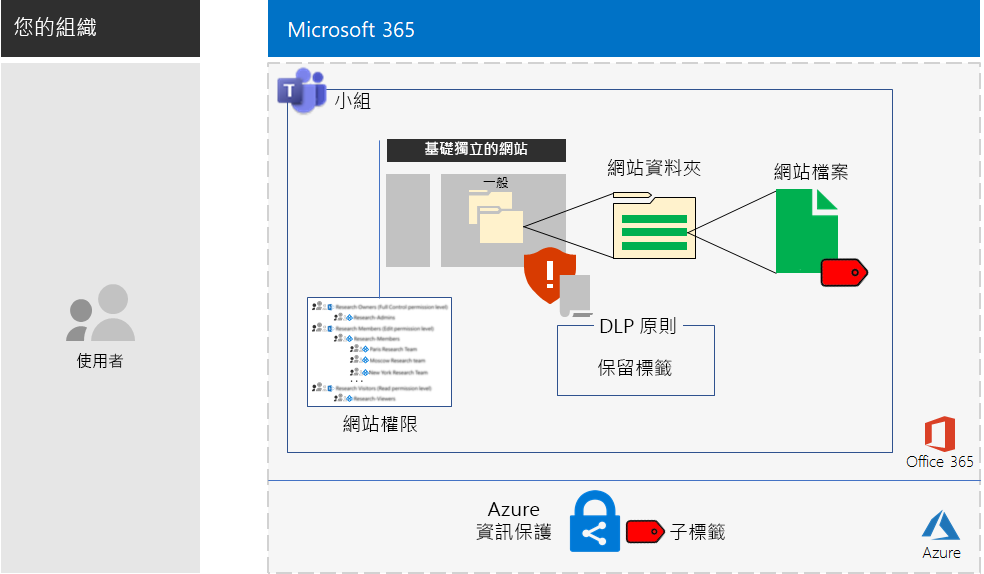 您的組織
Microsoft 365
小組
基礎獨立的網站
一般
網站資料夾
網站檔案
Research Owners (Full Control permission level)
Research-Admins
Research Members (Edit permission level)
Research-Members
Paris Research Team
Moscow Research team
New York Research Team
...
Research Visitors (Read permission level)
Research-Viewers
網站權限
DLP 原則
保留標籤
使用者
Office 365
Azure
資訊保護
子標籤
Azure